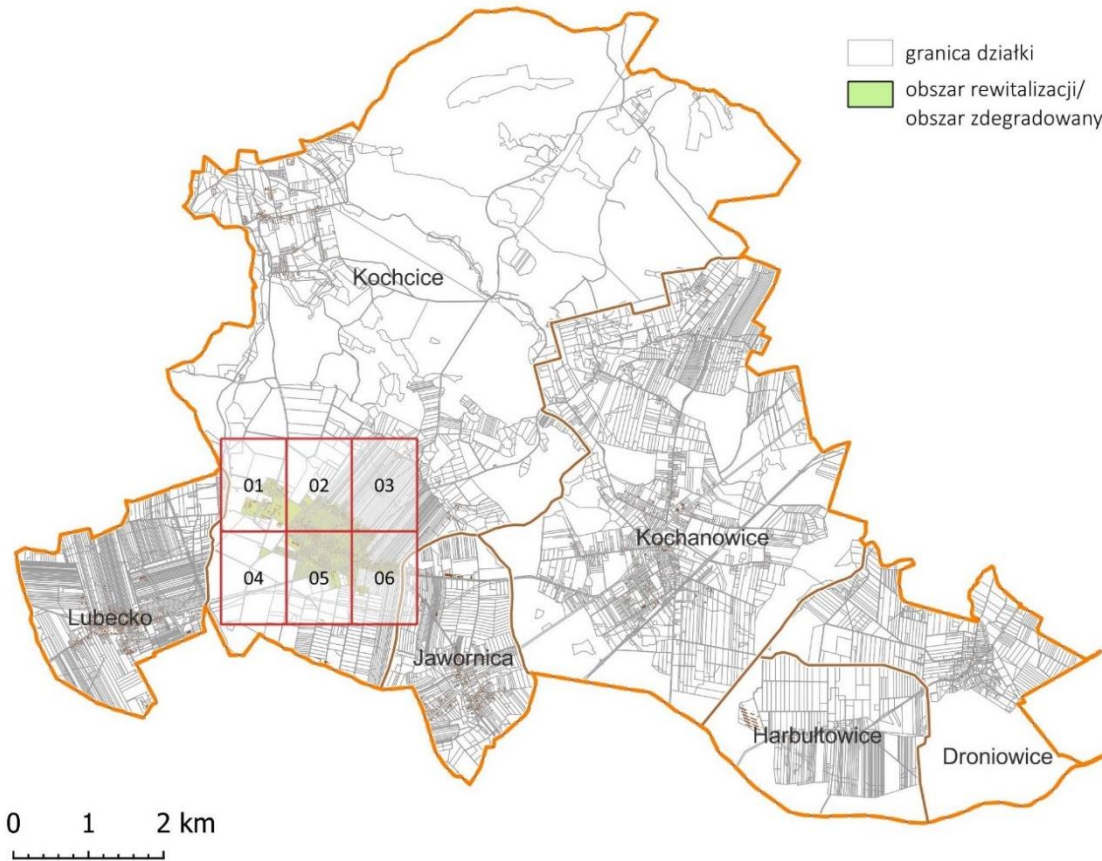 granica działki
obszar rewitalizacji/
obszar zdegradowany
Kochcice
01 02 03
Kochanowice
04 05 06
Lubecko
Jawornica
Harbułtowice
Droniowice
0 1 2 km